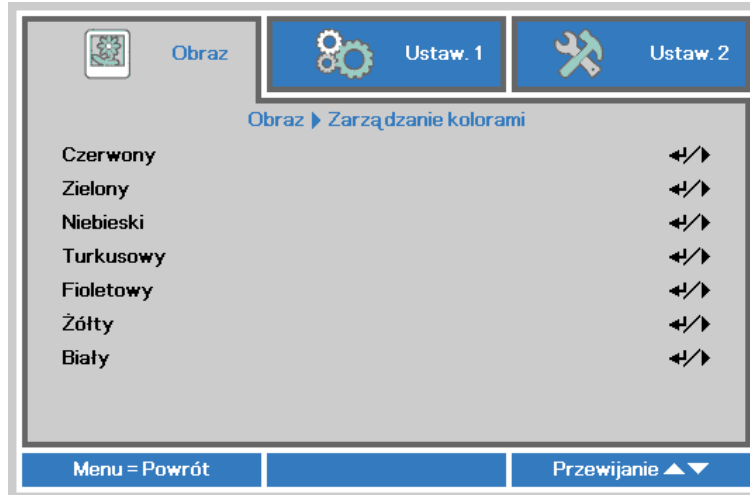 Obraz Ustaw. 1 Ustaw. 2
Obraz ▶ Zarządzanie kolorami
Czerwony ↵/▶
Zielony ↵/▶
Niebieski ↵/▶
Turkusowy ↵/▶
Fioletowy ↵/▶
Żółty ↵/▶
Biały ↵/▶
Menu = Powrót Przewijanie ▲▼